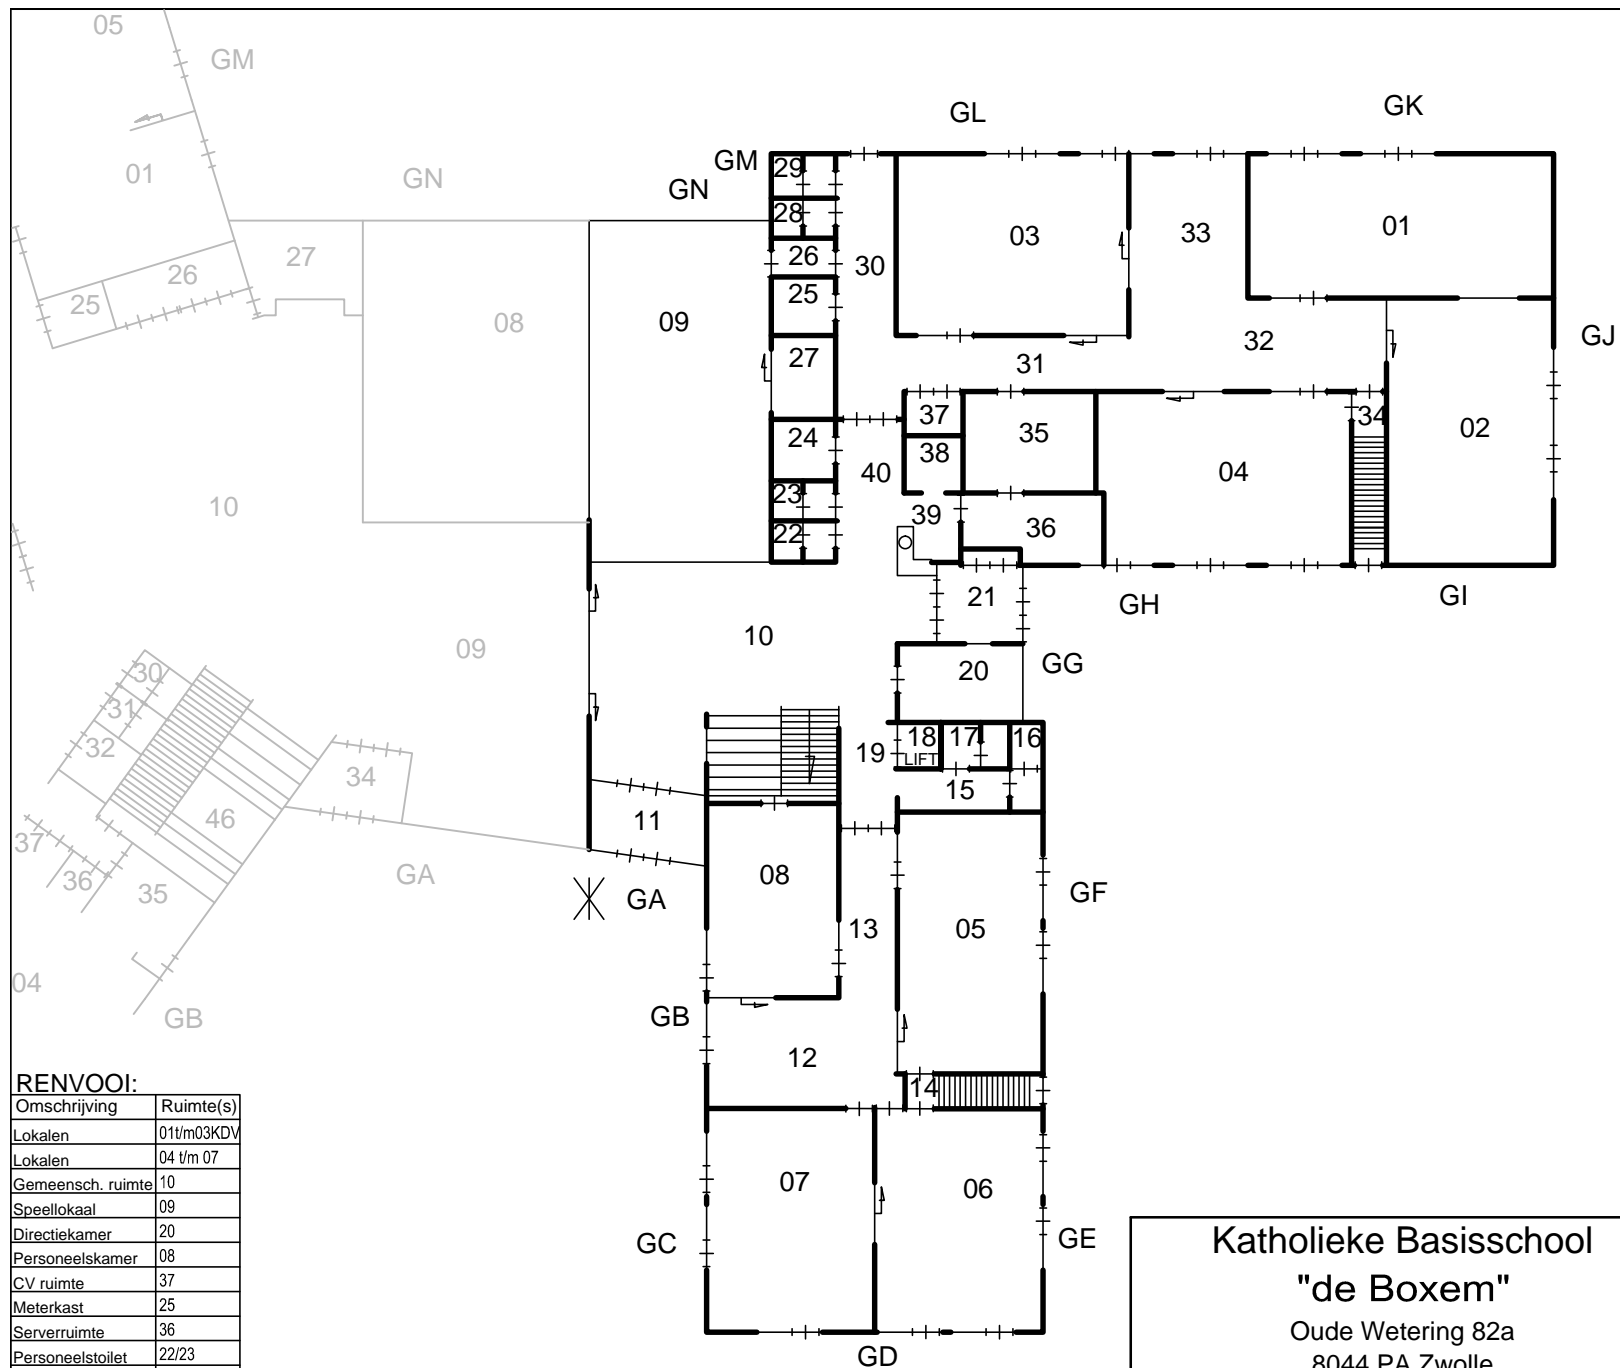 05
GM
GL
GK
GM
29
01
GN
GN
28
03
33
01
27
26
26
30
25
25
08
09
32
GJ
27
31
37
34
24
35
02
38
40
04
10
23
39
22
36
21
GH
GI
10
09
GG
30
20
31
32
18
17
16
19
LIFT
34
15
46
11
37
08
GA
36
GF
35
GA
13
05
04
GB
GB
12
14
RENVOOI:
Omschrijving Ruimte(s)
Lokalen 01t/m03KDV
Lokalen 04 t/m 07
Gemeensch. ruimte 10
Speellokaal 09
Directiekamer 20
Personeelskamer 08
CV ruimte 37
Meterkast 25
Serverruimte 36
Personeelstoilet 22/23
07
06
GC
GE
GD
Katholieke Basisschool
"de Boxem"
Oude Wetering 82a
8044 PA Zwolle